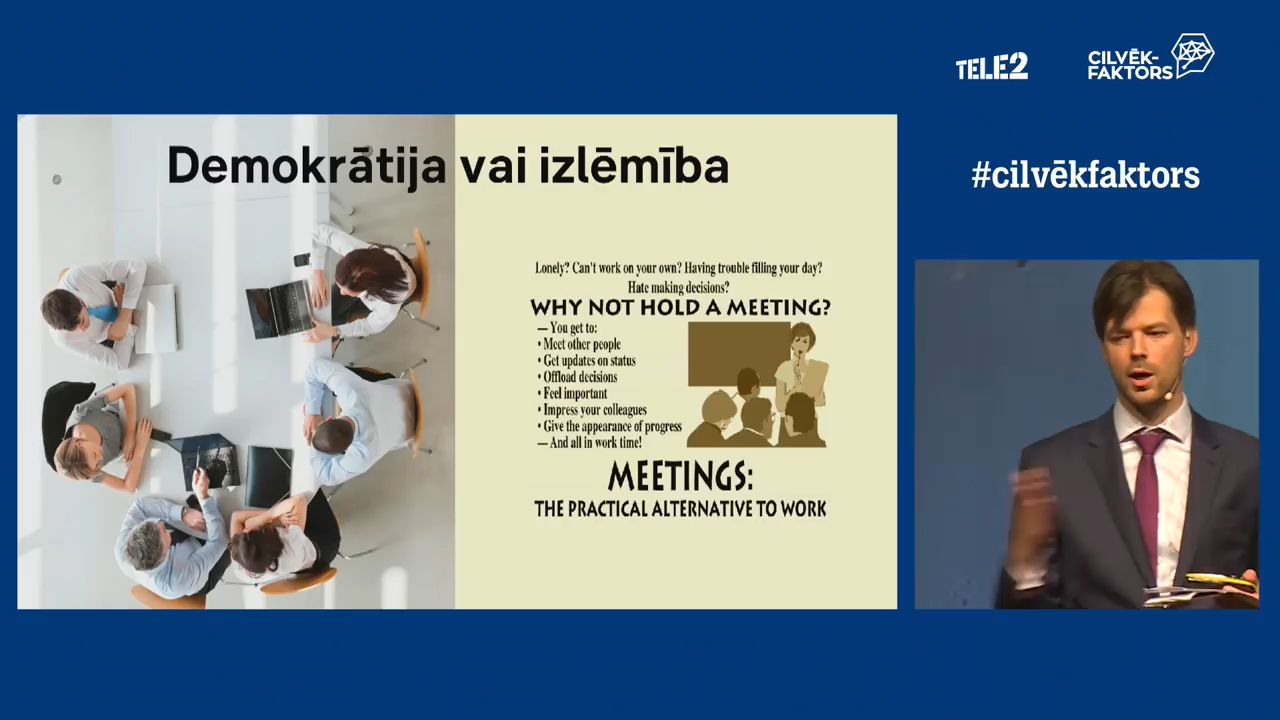 TELE2
CILVĒK-
FAKTORS
#cilvēkfaktors
Demokrātija vai izlēmība
Lonely? Can't work on your own? Having trouble filling your day?
Hate making decisions?
WHY NOT HOLD A MEETING?
— You get to:
• Meet other people
• Get updates on status
• Offload decisions
• Feel important
• Impress your colleagues
• Give the appearance of progress
— And all in work time!
MEETINGS:
THE PRACTICAL ALTERNATIVE TO WORK